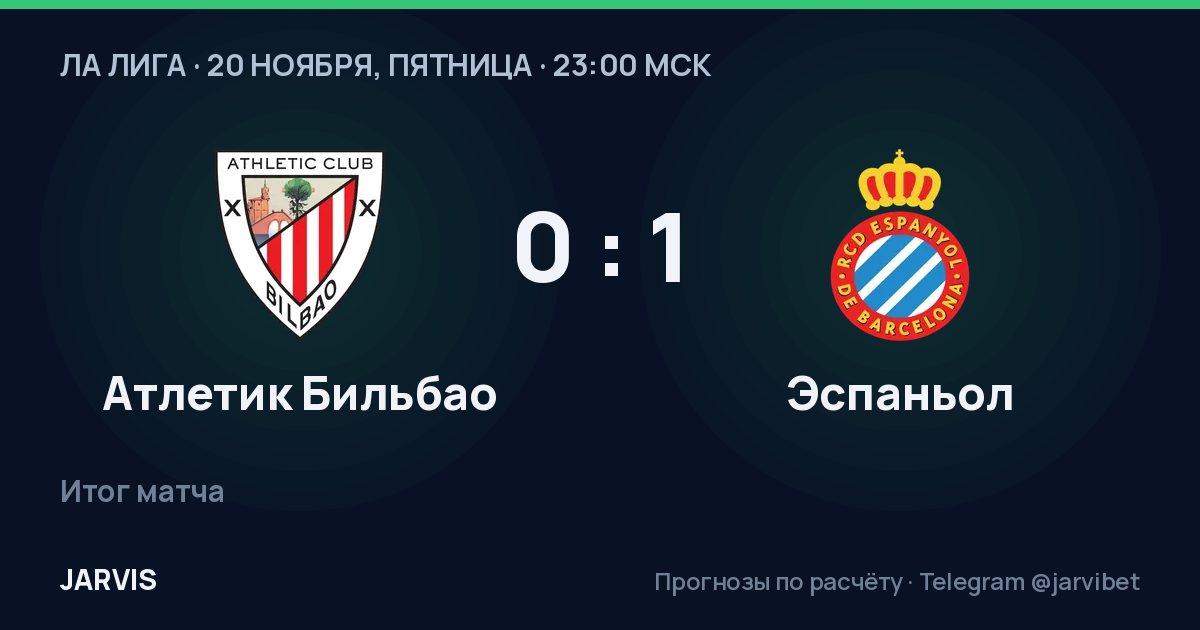 ЛА ЛИГА · 20 НОЯБРЯ, ПЯТНИЦА · 23:00 МСК
ATHLETIC CLUB
BILBAO
0 : 1
RCD ESPANYOL
· DE BARCELONA ·
Атлетик Бильбао
Эспаньол
Итог матча
JARVIS
Прогнозы по расчёту · Telegram @jarvibet